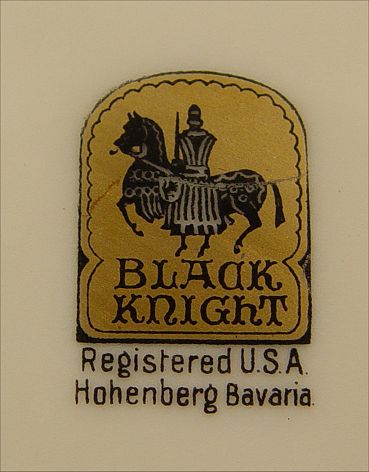 BLACK
KNIGHT
Registered U.S.A.
Hohenberg Bavaria